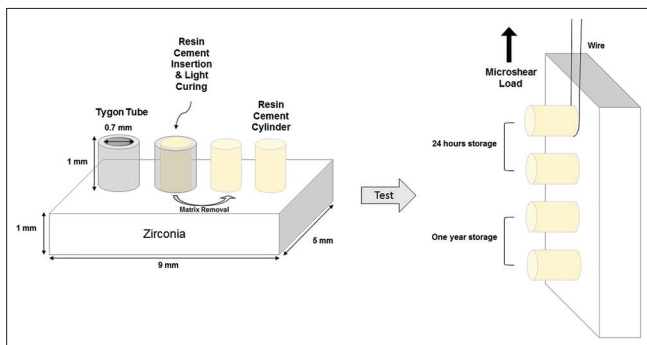 Resin
Cement
Insertion
& Light
Curing
Tygon Tube
0.7 mm
1 mm
Resin
Cement
Cylinder
Matrix Removal
1 mm
Zirconia
9 mm
5 mm
Test
Microshear
Load
Wire
24 hours storage
One year storage